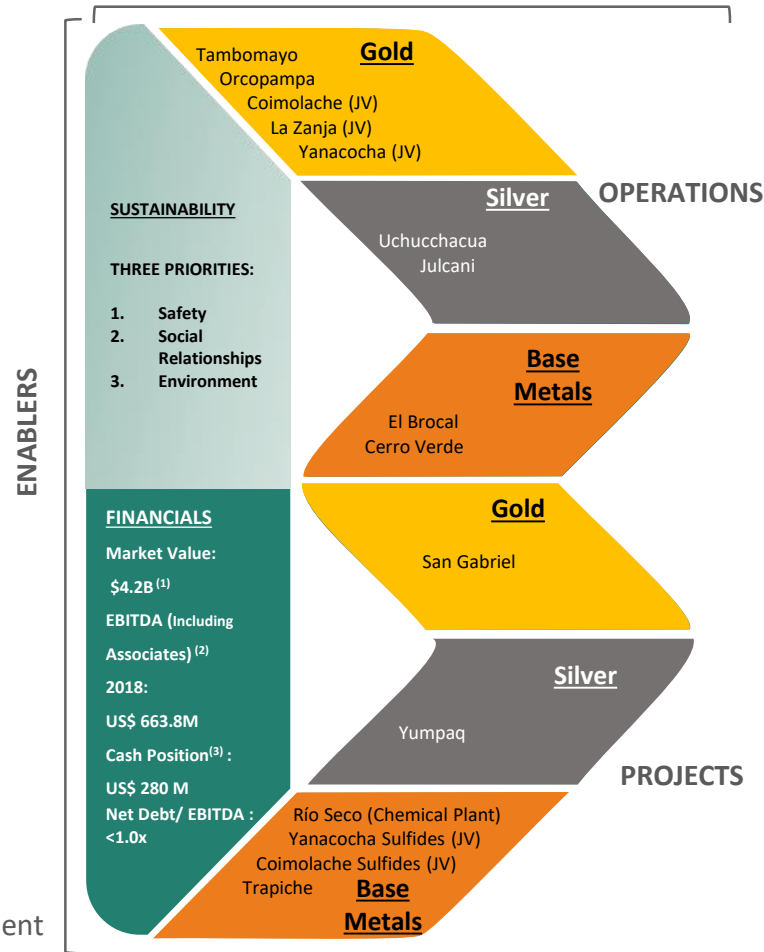 Gold
Tambomayo
Orcopampa
Coimolache (JV)
La Zanja (JV)
Yanacocha (JV)
OPERATIONS
Silver
Uchucchacua
Julcani
Base
Metals
El Brocal
Cerro Verde
ENABLERS
SUSTAINABILITY
THREE PRIORITIES:
1. Safety
2. Social
Relationships
3. Environment
FINANCIALS
Market Value:
$4.2B (1)
EBITDA (Including
Associates) (2)
2018:
US$ 663.8M
Cash Position(3) :
US$ 280 M
Net Debt/ EBITDA :
<1.0x
Gold
San Gabriel
Silver
Yumpaq
PROJECTS
Río Seco (Chemical Plant)
Yanacocha Sulfides (JV)
Coimolache Sulfides (JV)
Trapiche
Base
Metals
ent